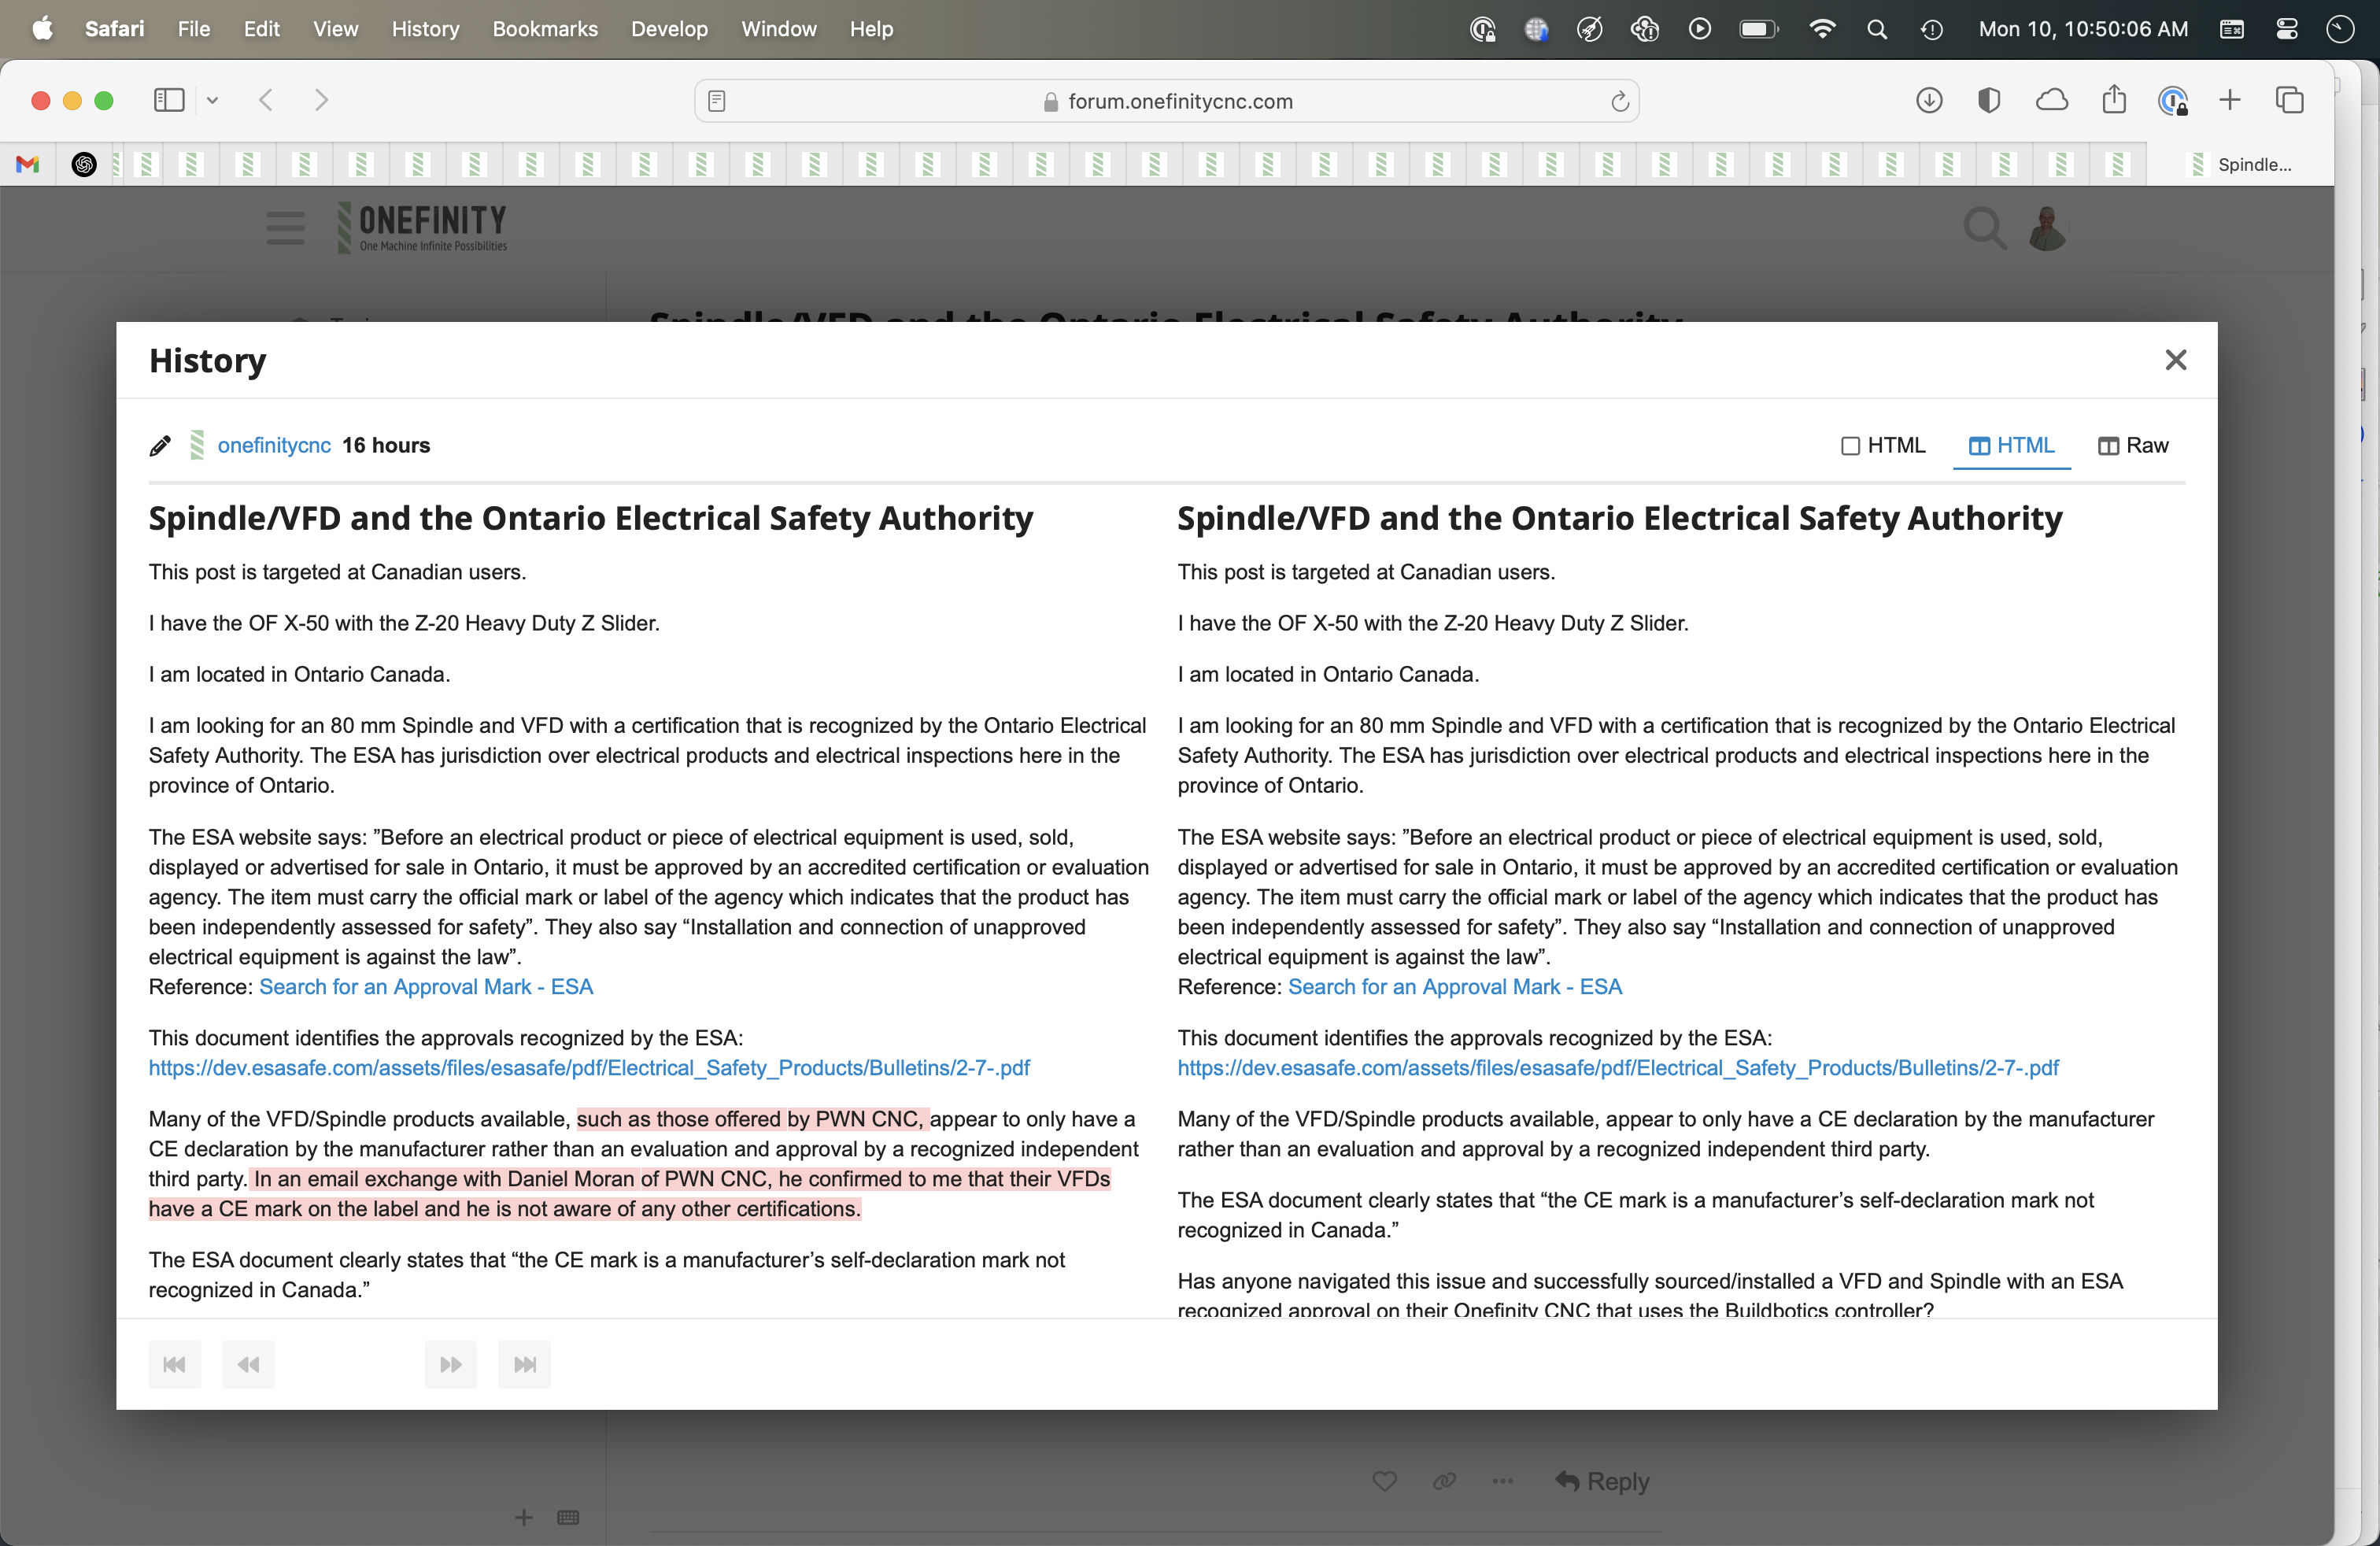 Safari File Edit View History Bookmarks Develop Window Help Mon 10, 10:50:06 AM
forum.onefinitycnc.com
Spindle...
ONEFINITY
One Machine Infinite Possibilities
Spindle/VFD and the Ontario Electrical Safety Authority
History
onefinitycnc 16 hours HTML HTML Raw
Spindle/VFD and the Ontario Electrical Safety Authority
This post is targeted at Canadian users.
I have the OF X-50 with the Z-20 Heavy Duty Z Slider.
I am located in Ontario Canada.
I am looking for an 80 mm Spindle and VFD with a certification that is recognized by the Ontario Electrical
Safety Authority. The ESA has jurisdiction over electrical products and electrical inspections here in the
province of Ontario.
The ESA website says: ”Before an electrical product or piece of electrical equipment is used, sold,
displayed or advertised for sale in Ontario, it must be approved by an accredited certification or evaluation
agency. The item must carry the official mark or label of the agency which indicates that the product has
been independently assessed for safety”. They also say “Installation and connection of unapproved
electrical equipment is against the law”.
Reference: Search for an Approval Mark - ESA
This document identifies the approvals recognized by the ESA:
https://dev.esasafe.com/assets/files/esasafe/pdf/Electrical_Safety_Products/Bulletins/2-7-.pdf
Many of the VFD/Spindle products available, such as those offered by PWN CNC, appear to only have a
CE declaration by the manufacturer rather than an evaluation and approval by a recognized independent
third party. In an email exchange with Daniel Moran of PWN CNC, he confirmed to me that their VFDs
have a CE mark on the label and he is not aware of any other certifications.
The ESA document clearly states that “the CE mark is a manufacturer’s self-declaration mark not
recognized in Canada.”
Spindle/VFD and the Ontario Electrical Safety Authority
This post is targeted at Canadian users.
I have the OF X-50 with the Z-20 Heavy Duty Z Slider.
I am located in Ontario Canada.
I am looking for an 80 mm Spindle and VFD with a certification that is recognized by the Ontario Electrical
Safety Authority. The ESA has jurisdiction over electrical products and electrical inspections here in the
province of Ontario.
The ESA website says: ”Before an electrical product or piece of electrical equipment is used, sold,
displayed or advertised for sale in Ontario, it must be approved by an accredited certification or evaluation
agency. The item must carry the official mark or label of the agency which indicates that the product has
been independently assessed for safety”. They also say “Installation and connection of unapproved
electrical equipment is against the law”.
Reference: Search for an Approval Mark - ESA
This document identifies the approvals recognized by the ESA:
https://dev.esasafe.com/assets/files/esasafe/pdf/Electrical_Safety_Products/Bulletins/2-7-.pdf
Many of the VFD/Spindle products available, appear to only have a CE declaration by the manufacturer
rather than an evaluation and approval by a recognized independent third party.
The ESA document clearly states that “the CE mark is a manufacturer’s self-declaration mark not
recognized in Canada.”
Has anyone navigated this issue and successfully sourced/installed a VFD and Spindle with an ESA
recognized approval on their Onefinity CNC that uses the Buildbotics controller?
Reply